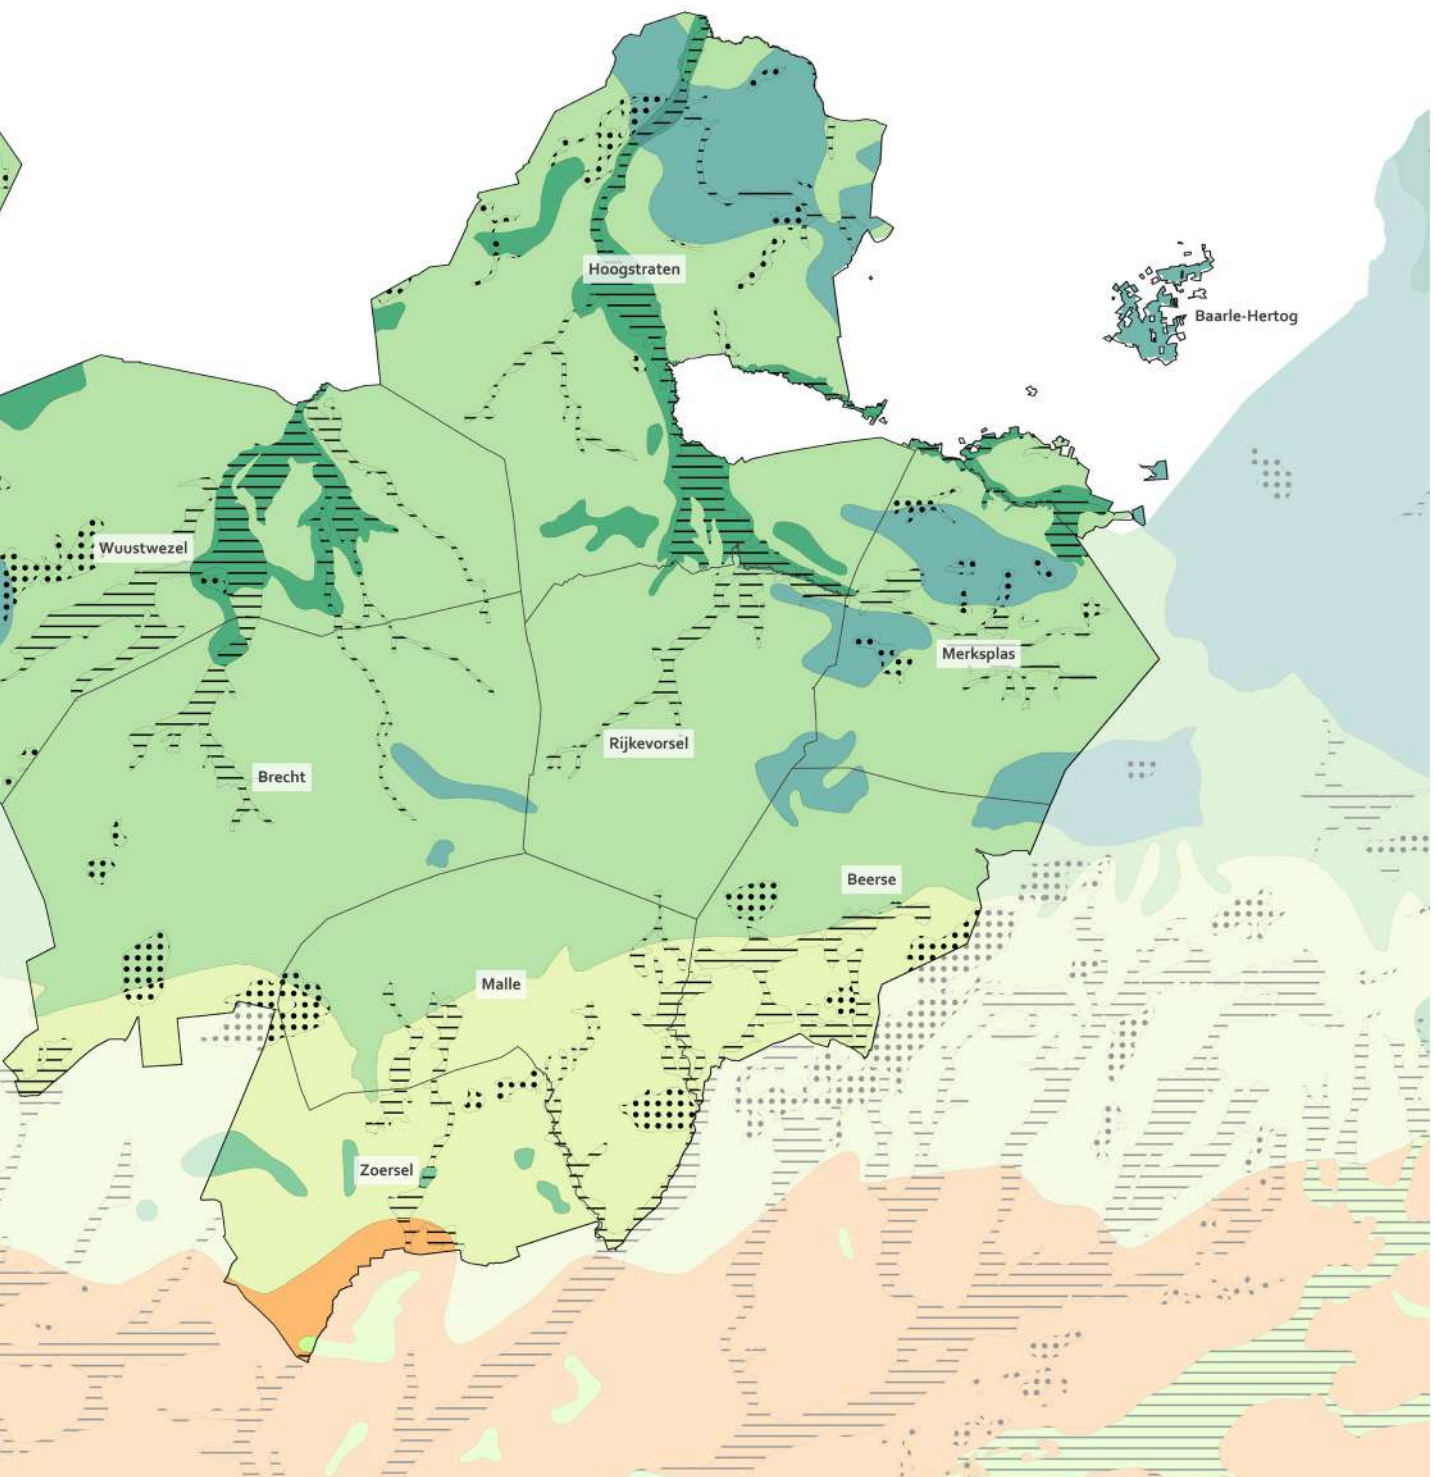 Hoogstraten
Baarle-Hertog
Wuustwezel
Merksplas
Rijkevorsel
Brecht
Beerse
Malle
Zoersel